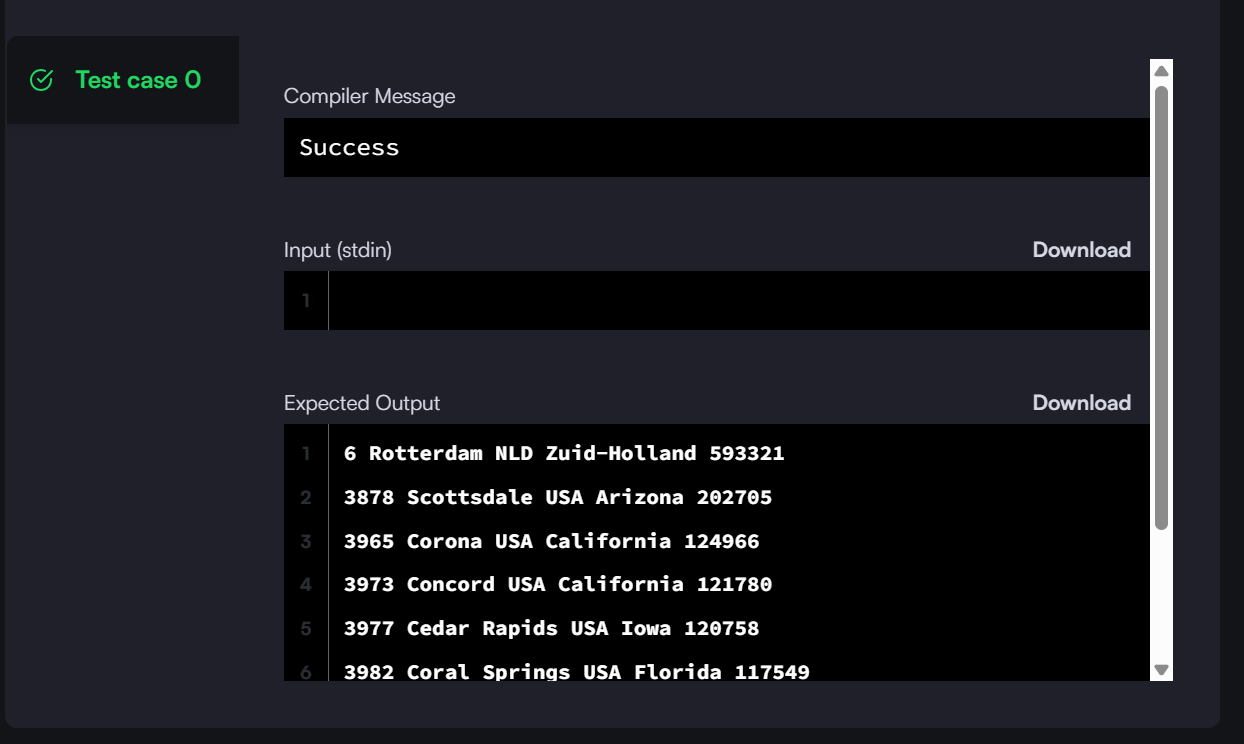 Test case 0
Compiler Message
Success
Input (stdin)
Download
1
Expected Output
Download
1 6 Rotterdam NLD Zuid-Holland 593321
2 3878 Scottsdale USA Arizona 202705
3 3965 Corona USA California 124966
4 3973 Concord USA California 121780
5 3977 Cedar Rapids USA Iowa 120758
6 3982 Coral Springs USA Florida 117549